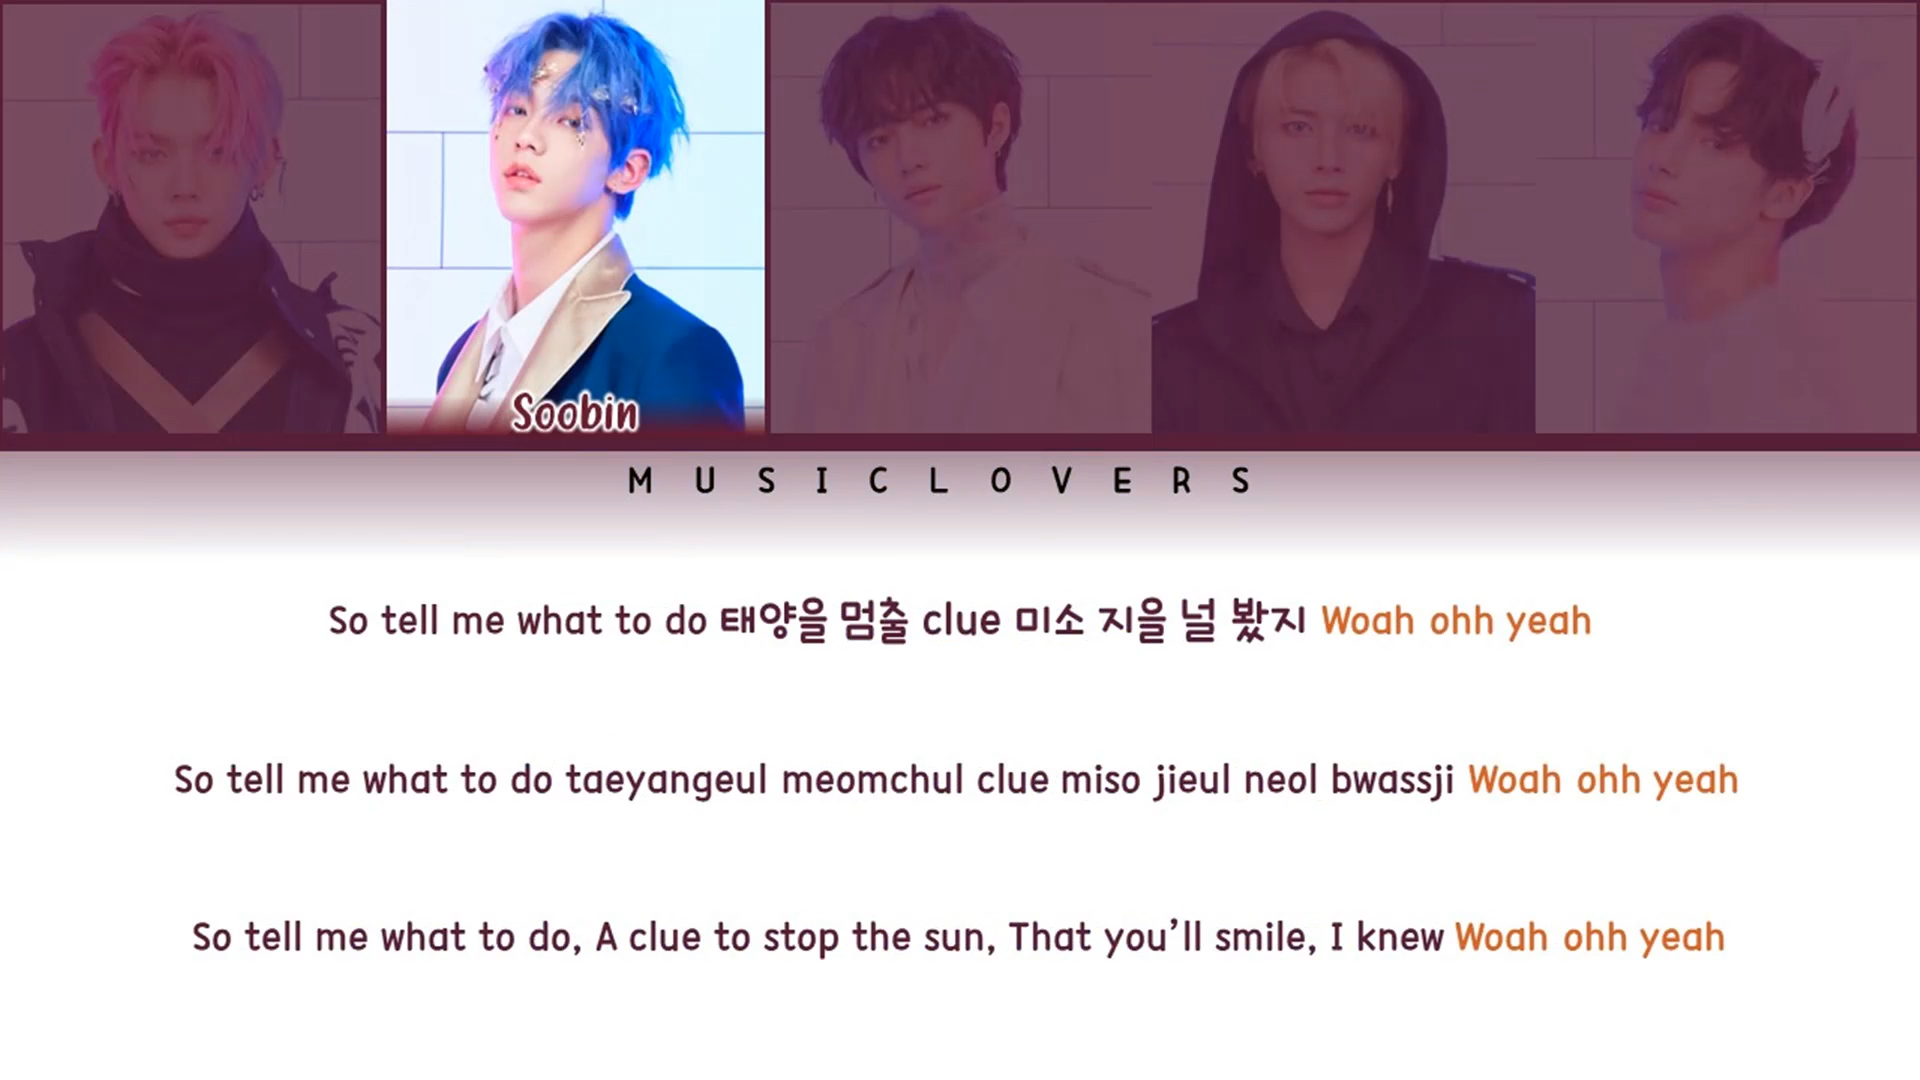 Soobin
MUSICLOVERS
So tell me what to do 태양을 멈출 clue 미소 지을 널 봤지 Woah ohh yeah
So tell me what to do taeyangeul meomchul clue miso jieul neol bwassji Woah ohh yeah
So tell me what to do, A clue to stop the sun, That you’ll smile, I knew Woah ohh yeah